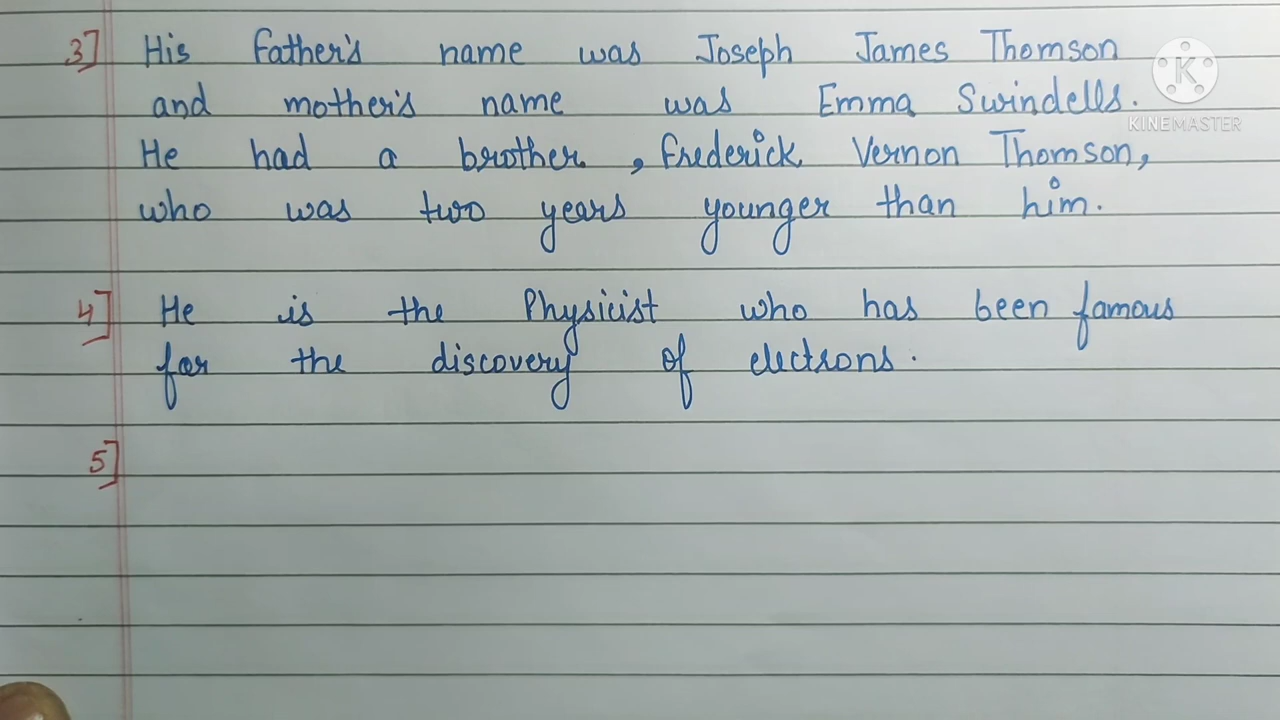 3] His Father's name was Joseph James Thomson
and mother's name was Emma Swindells.
He had a brother, Frederick Vernon Thomson,
who was two years younger than him.
4] He is the Physicist who has been famous
for the discovery of electrons.
5]
K
KINEMASTER